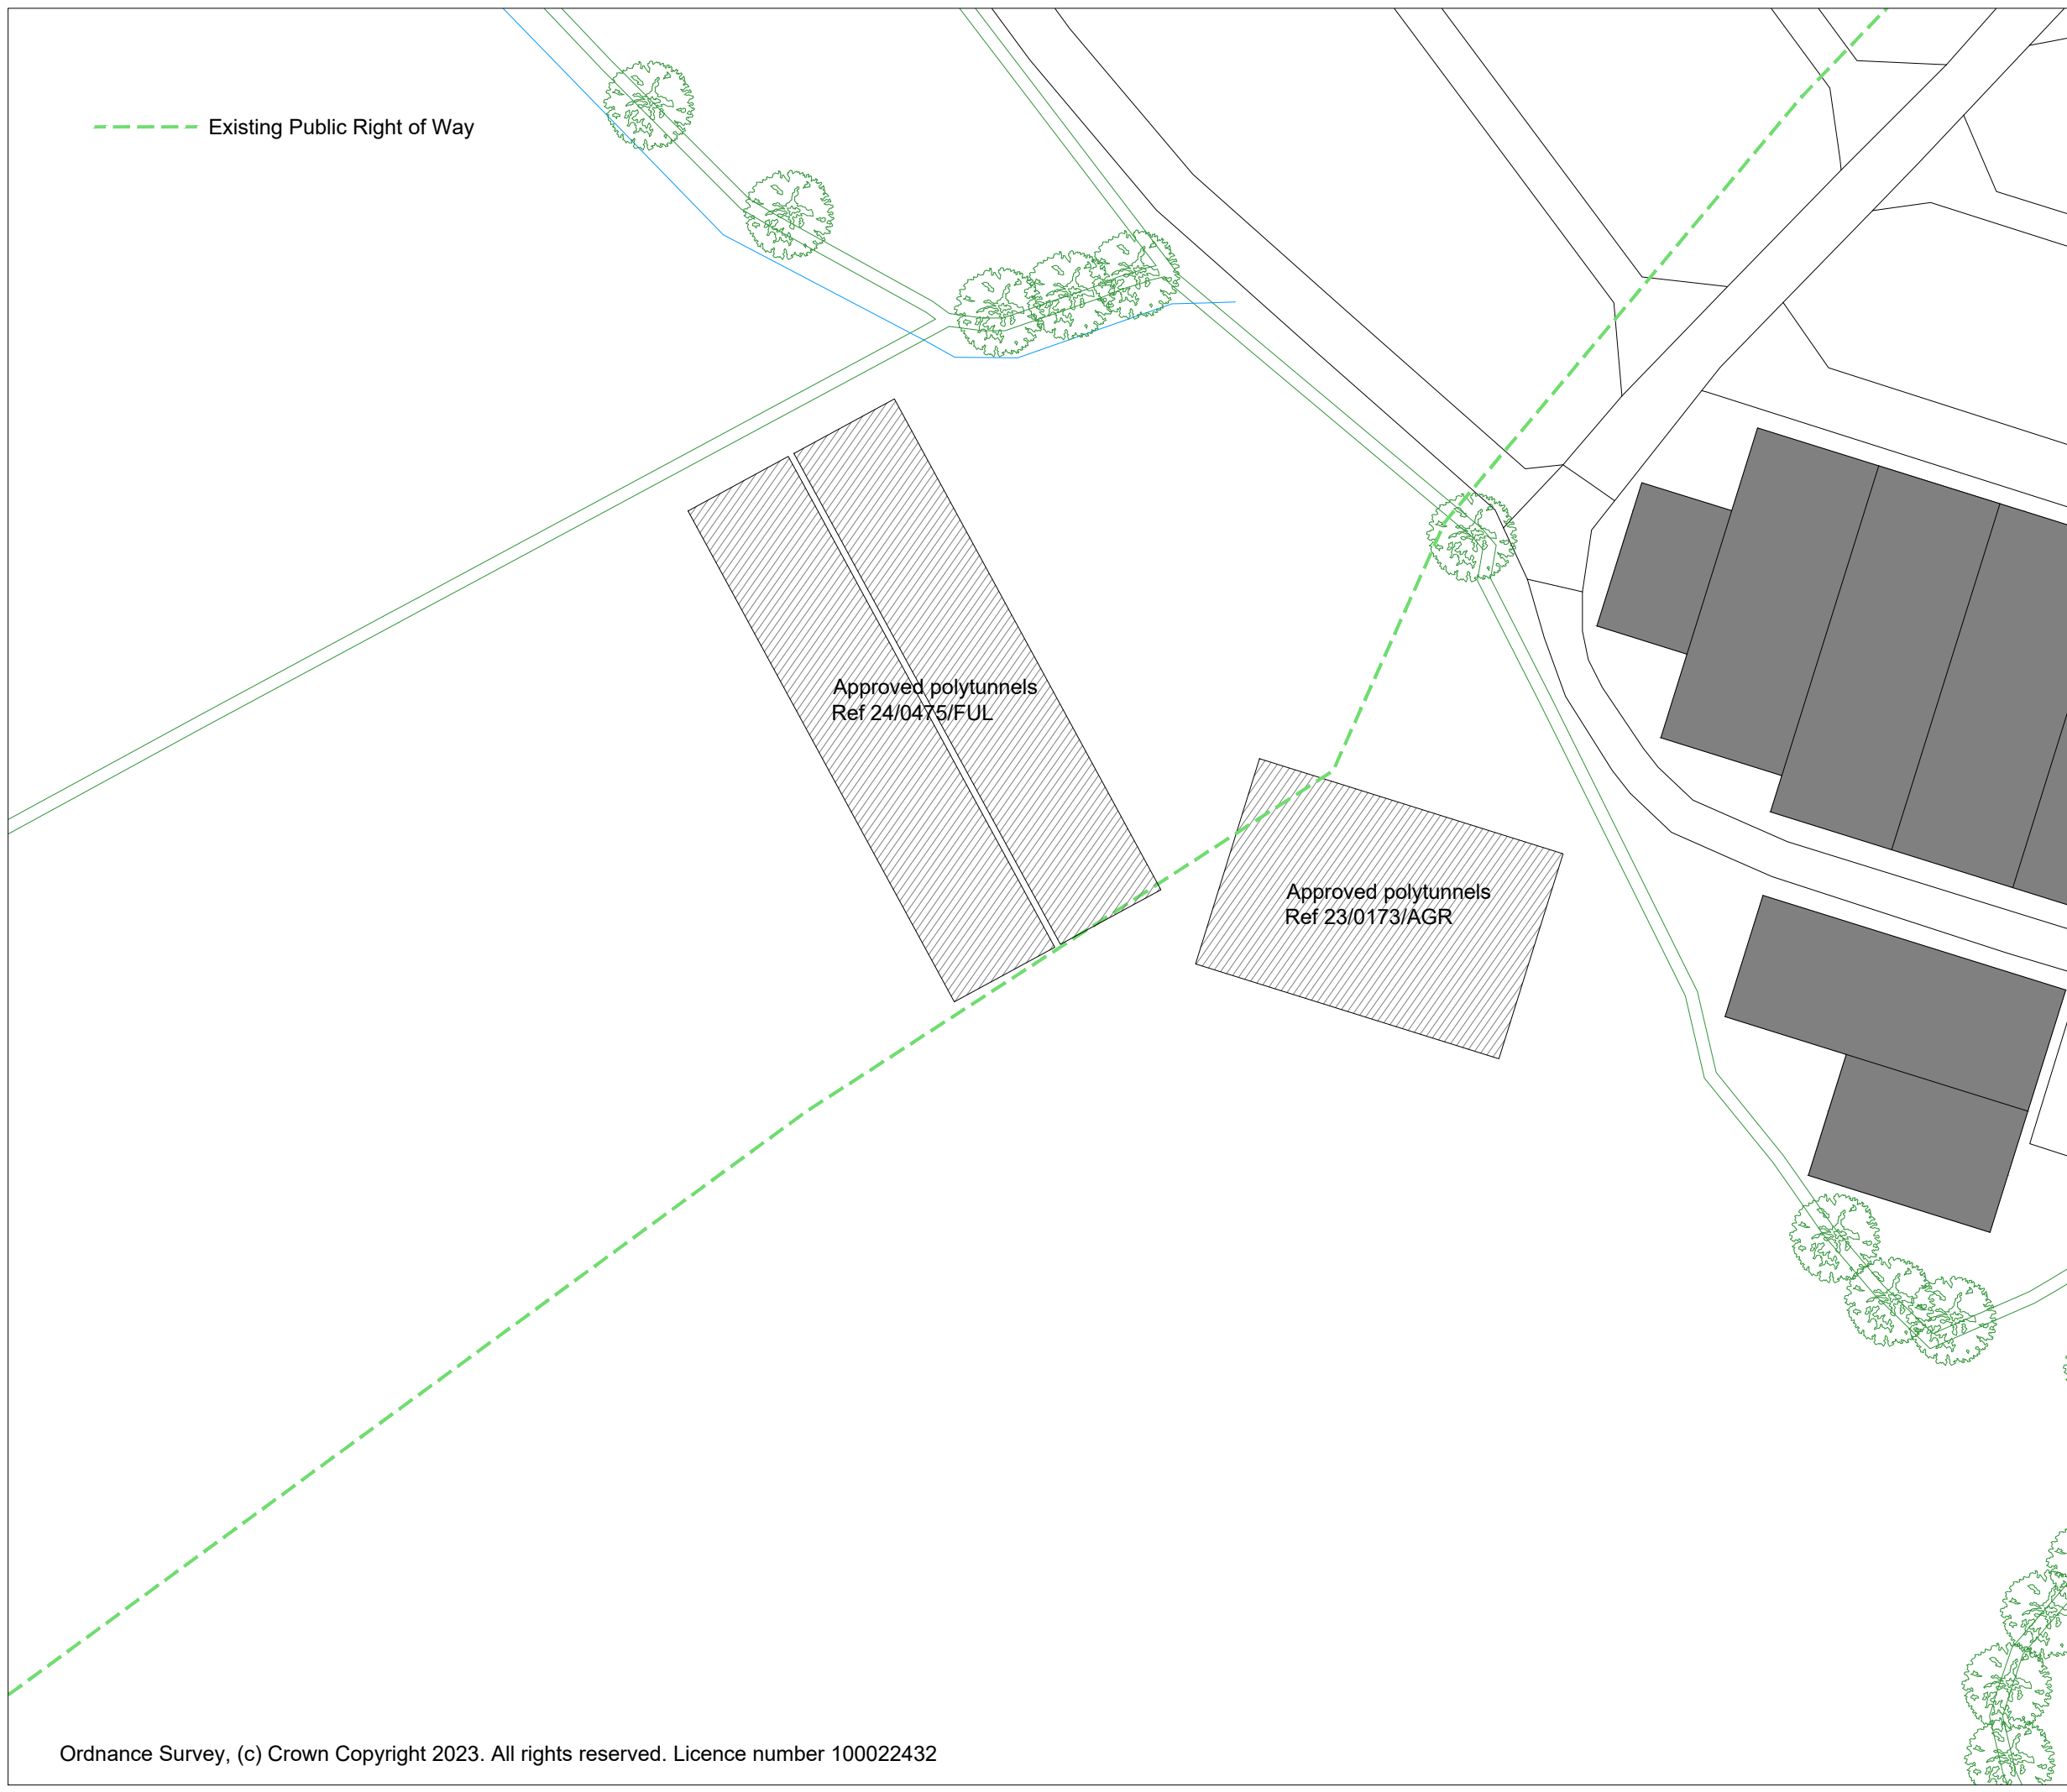 Existing Public Right of Way
Approved polytunnels
Ref 24/0475/FUL
Approved polytunnels
Ref 23/0173/AGR
Ordnance Survey, (c) Crown Copyright 2023. All rights reserved. Licence number 100022432